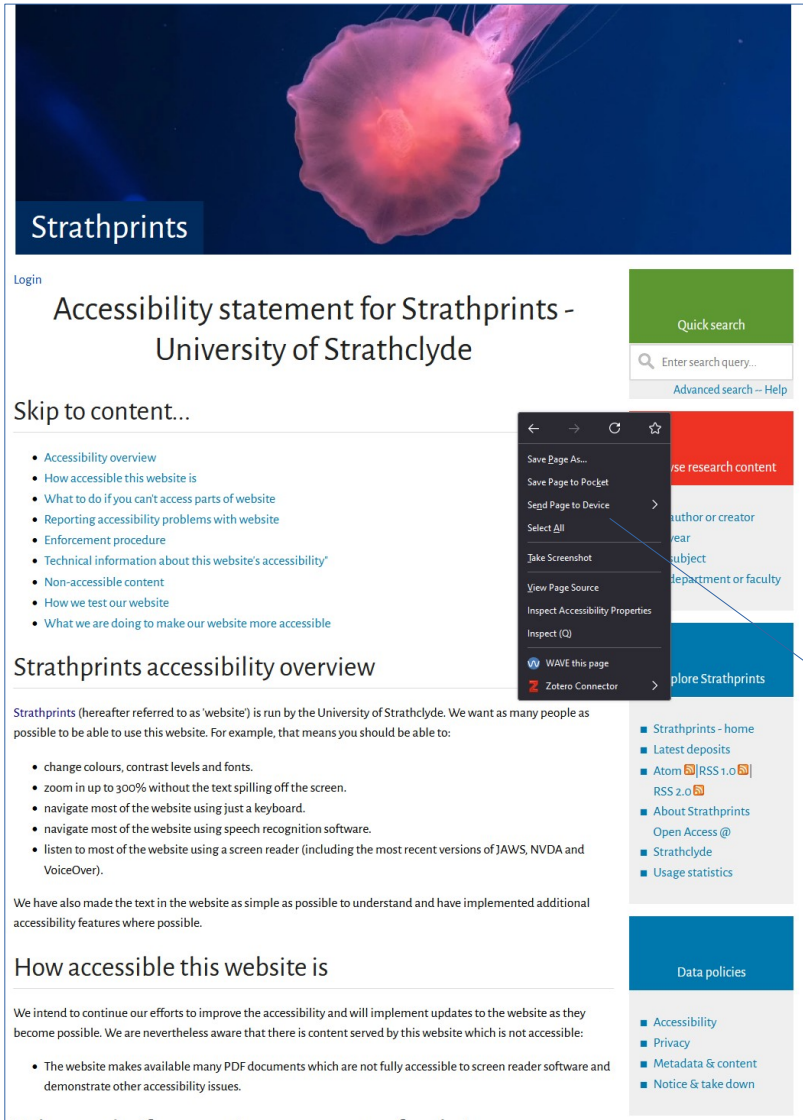 Strathprints
Login
Accessibility statement for Strathprints -
University of Strathclyde
Skip to content...
Accessibility overview
How accessible this website is
What to do if you can't access parts of website
Reporting accessibility problems with website
Enforcement procedure
Technical information about this website's accessibility"
Non-accessible content
How we test our website
What we are doing to make our website more accessible
Strathprints accessibility overview
Strathprints (hereafter referred to as 'website') is run by the University of Strathclyde. We want as many people as
possible to be able to use this website. For example, that means you should be able to:
change colours, contrast levels and fonts.
zoom in up to 300% without the text spilling off the screen.
navigate most of the website using just a keyboard.
navigate most of the website using speech recognition software.
listen to most of the website using a screen reader (including the most recent versions of JAWS, NVDA and
VoiceOver).
We have also made the text in the website as simple as possible to understand and have implemented additional
accessibility features where possible.
How accessible this website is
We intend to continue our efforts to improve the accessibility and will implement updates to the website as they
become possible. We are nevertheless aware that there is content served by this website which is not accessible:
The website makes available many PDF documents which are not fully accessible to screen reader software and
demonstrate other accessibility issues.
Save Page As...
Save Page to Pocket
Send Page to Device
Select All
Take Screenshot
View Page Source
Inspect Accessibility Properties
Inspect (Q)
WAVE this page
Zotero Connector
Quick search
Enter search query...
Advanced search -- Help
research content
author or creator
year
subject
department or faculty
Strathprints
Strathprints - home
Latest deposits
Atom | RSS 1.0 |
RSS 2.0
About Strathprints
Open Access @
Strathclyde
Usage statistics
Data policies
Accessibility
Privacy
Metadata & content
Notice & take down